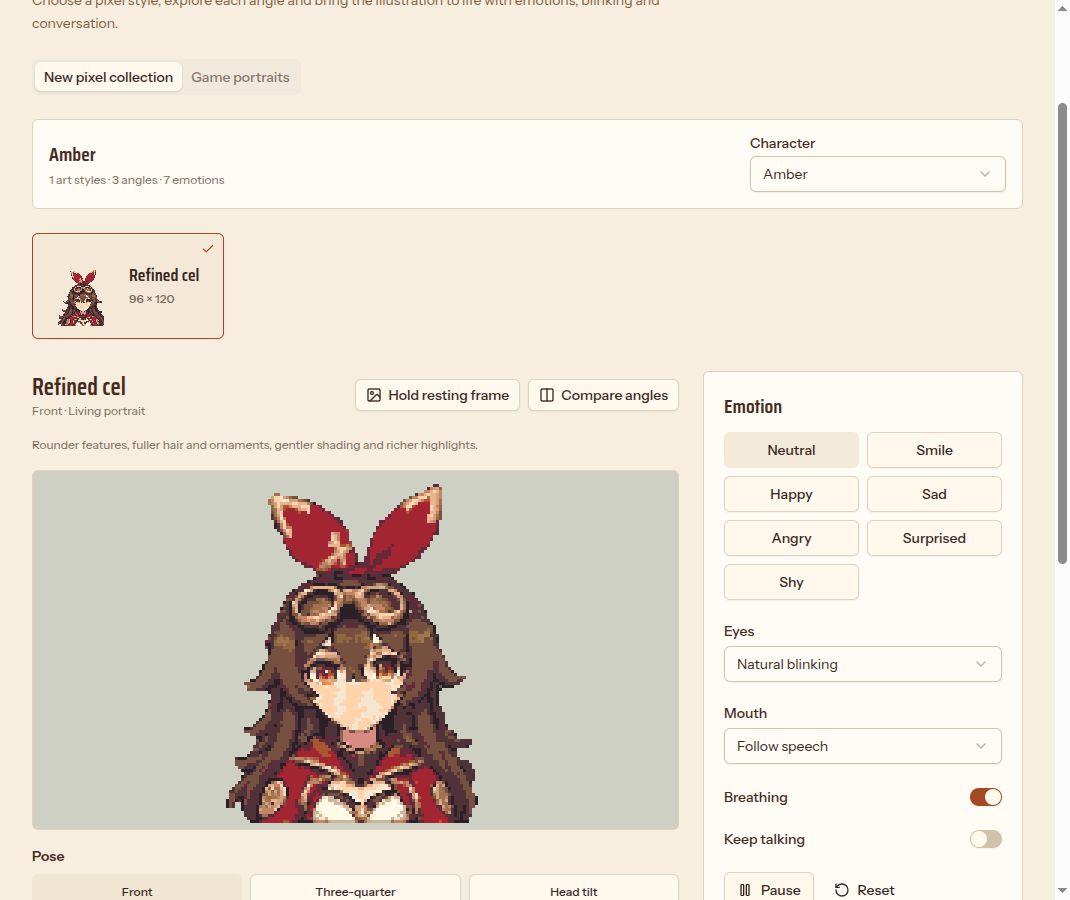 Choose a pixel style, explore each angle and bring the illustration to life with emotions, blinking and
conversation.
New pixel collection
Game portraits
Amber
1 art styles · 3 angles · 7 emotions
Character
Amber
Refined cel
96 × 120
Refined cel
Front · Living portrait
Hold resting frame
Compare angles
Rounder features, fuller hair and ornaments, gentler shading and richer highlights.
Pose
Front
Three-quarter
Head tilt
Emotion
Neutral
Smile
Happy
Sad
Angry
Surprised
Shy
Eyes
Natural blinking
Mouth
Follow speech
Breathing
Keep talking
Pause
Reset